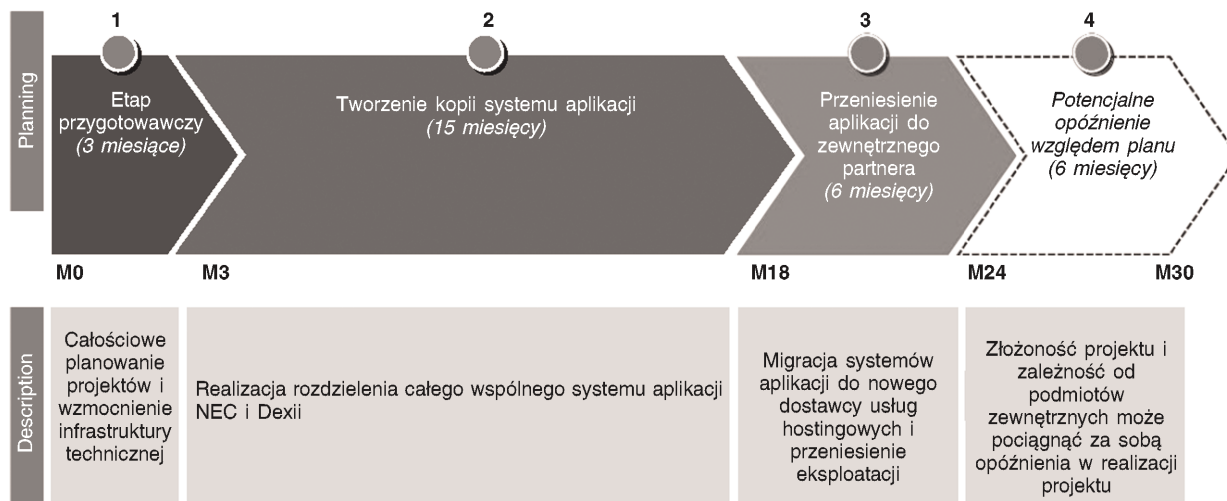 1
2
3
4
Planning
Etap
przygotowawczy
(3 miesiące)
Tworzenie kopii systemu aplikacji
(15 miesięcy)
Przeniesienie
aplikacji do
zewnętrznego
partnera
(6 miesięcy)
Potencjalne
opóźnienie
względem planu
(6 miesięcy)
M0
M3
M18
M24
M30
Description
Całościowe
planowanie
projektów i
wzmocnienie
infrastruktury
technicznej
Realizacja rozdzielenia całego wspólnego systemu aplikacji
NEC i Dexii
Migracja systemów
aplikacji do nowego
dostawcy usług
hostingowych i
przeniesienie
eksploatacji
Złożoność projektu i
zależność od
podmiotów
zewnętrznych może
pociągnąć za sobą
opóźnienia w realizacji
projektu